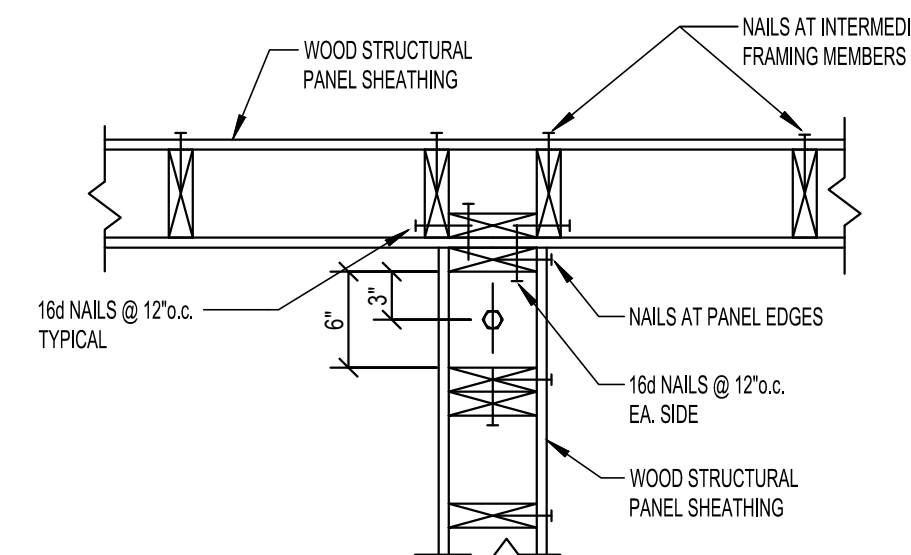 WOOD STRUCTURAL
PANEL SHEATHING
NAILS AT INTERMEDI
FRAMING MEMBERS
16d NAILS @ 12"o.c.
TYPICAL
6"
3"
NAILS AT PANEL EDGES
16d NAILS @ 12"o.c.
EA. SIDE
WOOD STRUCTURAL
PANEL SHEATHING